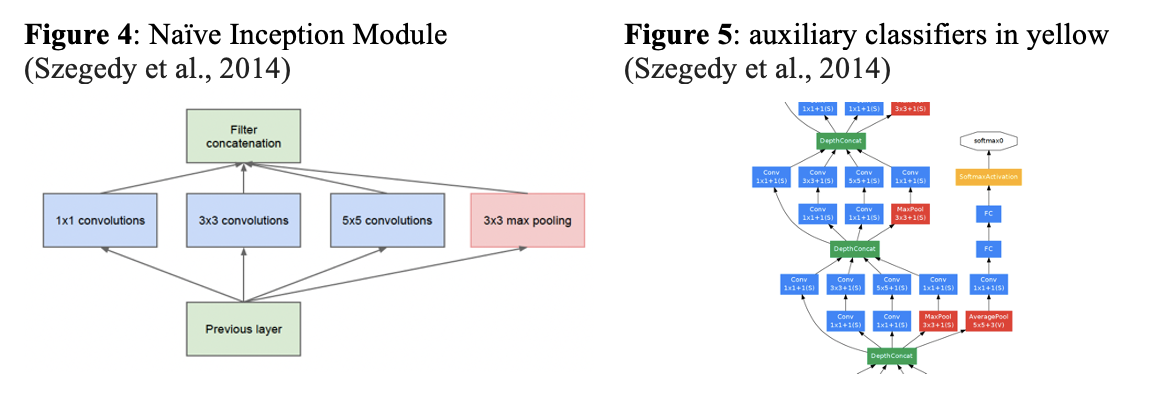 Figure 4: Naïve Inception Module
(Szegedy et al., 2014)
Filter
concatenation
1x1 convolutions
3x3 convolutions
5x5 convolutions
3x3 max pooling
Previous layer
Figure 5: auxiliary classifiers in yellow
(Szegedy et al., 2014)
1x1+1(S)
1x1+1(S)
3x3+1(S)
DepthConcat
softmax0
Conv
1x1+1(S)
Conv
3x3+1(S)
Conv
5x5+1(S)
Conv
1x1+1(S)
SoftmaxActivation
Conv
1x1+1(S)
Conv
1x1+1(S)
MaxPool
3x3+1(S)
FC
DepthConcat
FC
Conv
1x1+1(S)
Conv
3x3+1(S)
Conv
5x5+1(S)
Conv
1x1+1(S)
Conv
1x1+1(S)
Conv
1x1+1(S)
Conv
1x1+1(S)
MaxPool
3x3+1(S)
AveragePool
5x5+3(V)
DepthConcat